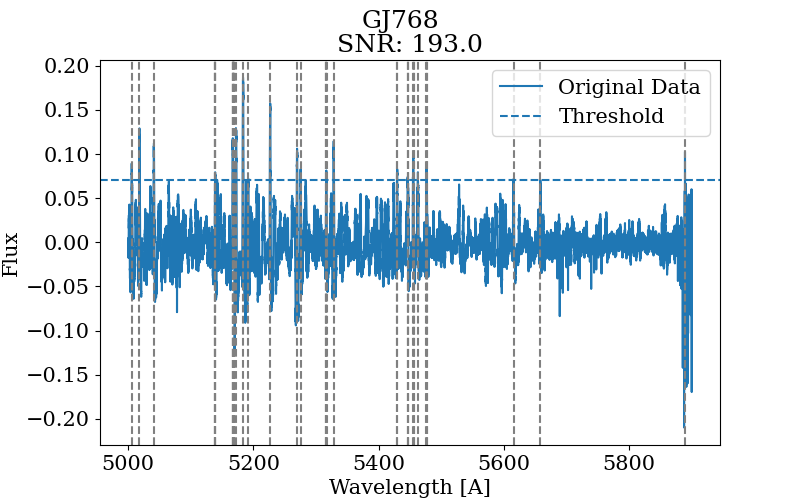 GJ768
SNR: 193.0
Original Data
Threshold
0.20
0.15
0.10
0.05
0.00
−0.05
−0.10
−0.15
−0.20
Flux
5000 5200 5400 5600 5800
Wavelength [A]